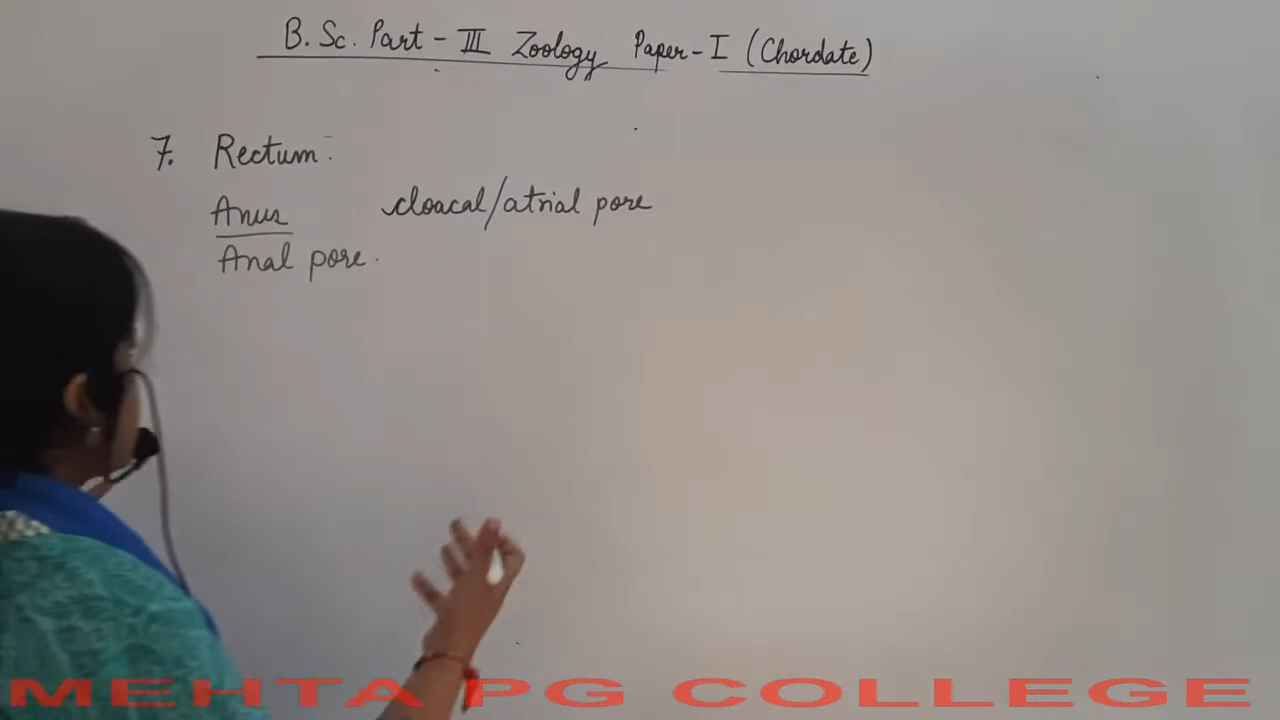 B. Sc. Part - III Zoology Paper - I (Chordate)
7. Rectum :-
Anus cloacal/atrial pore
Anal pore.
MEHTA PG COLLEGE